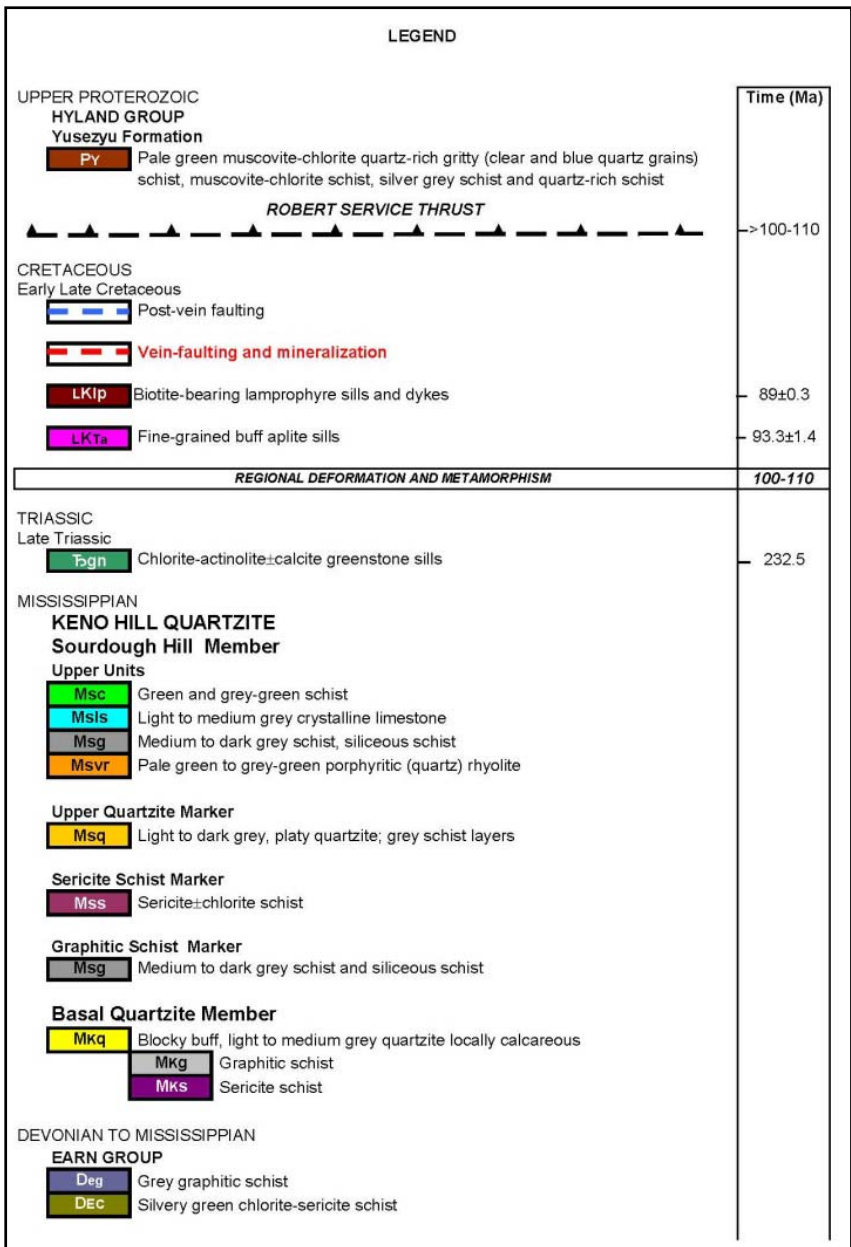 LEGEND
Time (Ma)
UPPER PROTEROZOIC
HYLAND GROUP
Yusezyu Formation
PY Pale green muscovite-chlorite quartz-rich gritty (clear and blue quartz grains)
schist, muscovite-chlorite schist, silver grey schist and quartz-rich schist
ROBERT SERVICE THRUST
>100-110
CRETACEOUS
Early Late Cretaceous
Post-vein faulting
Vein-faulting and mineralization
LKlp Biotite-bearing lamprophyre sills and dykes 89±0.3
LKTa Fine-grained buff aplite sills 93.3±1.4
REGIONAL DEFORMATION AND METAMORPHISM 100-110
TRIASSIC
Late Triassic
Ꞇgn Chlorite-actinolite±calcite greenstone sills 232.5
MISSISSIPPIAN
KENO HILL QUARTZITE
Sourdough Hill Member
Upper Units
Msc Green and grey-green schist
Msls Light to medium grey crystalline limestone
Msg Medium to dark grey schist, siliceous schist
Msvr Pale green to grey-green porphyritic (quartz) rhyolite
Upper Quartzite Marker
Msq Light to dark grey, platy quartzite; grey schist layers
Sericite Schist Marker
Mss Sericite±chlorite schist
Graphitic Schist Marker
Msg Medium to dark grey schist and siliceous schist
Basal Quartzite Member
MKq Blocky buff, light to medium grey quartzite locally calcareous
MKg Graphitic schist
MKs Sericite schist
DEVONIAN TO MISSISSIPPIAN
EARN GROUP
Deg Grey graphitic schist
DEC Silvery green chlorite-sericite schist